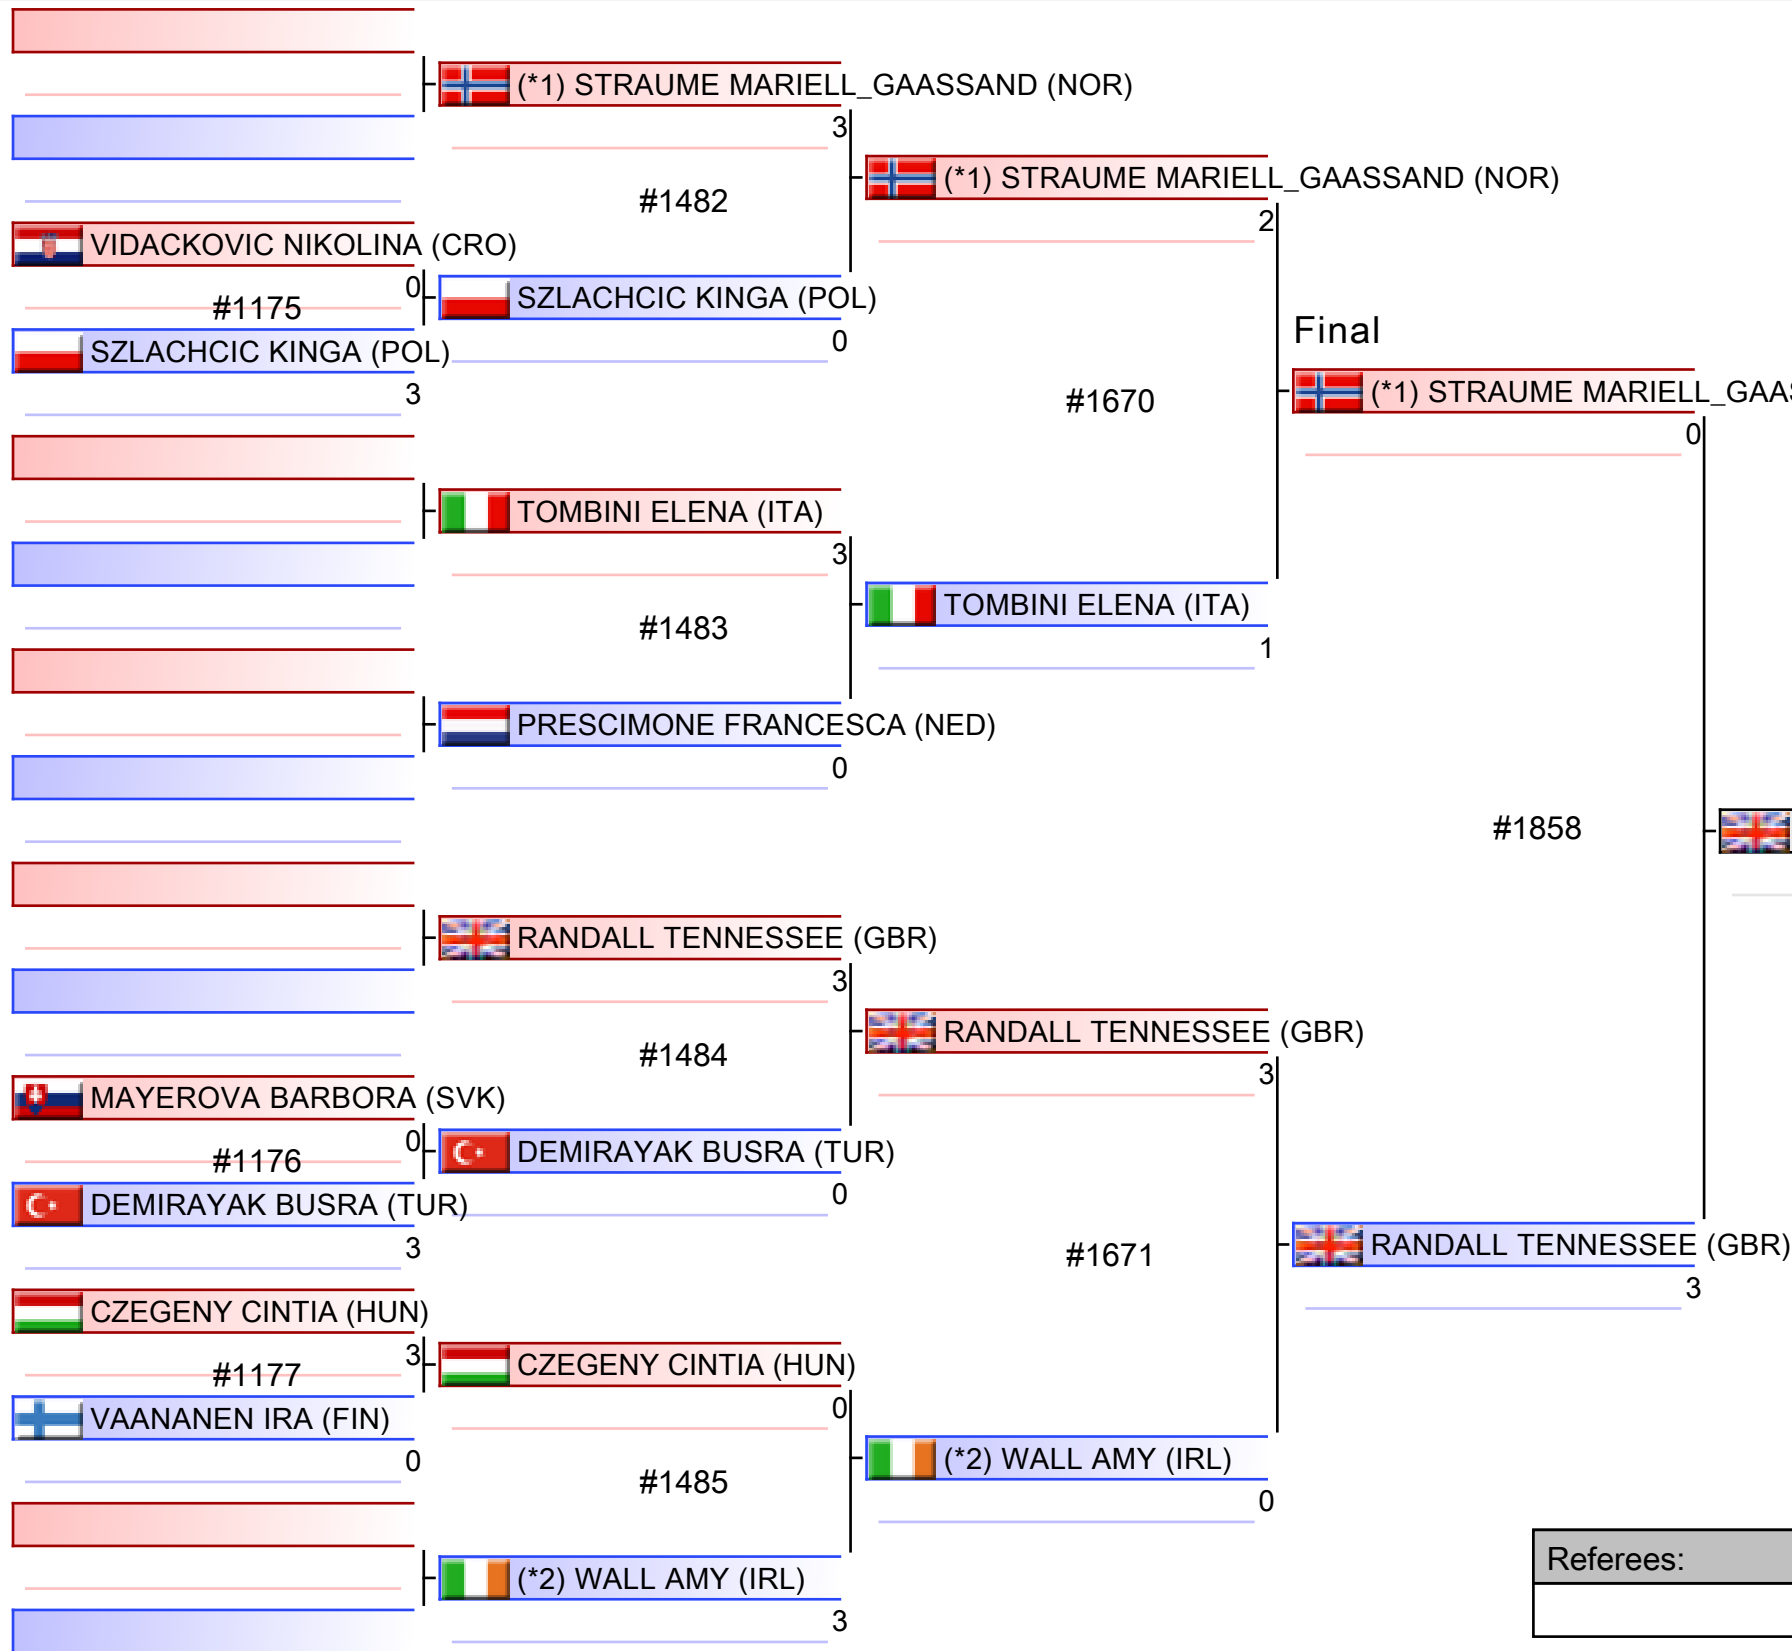 (*1) STRAUME MARIELL_GAASSAND (NOR)
3
#1482
VIDACKOVIC NIKOLINA (CRO)
0
#1175
SZLACHCIC KINGA (POL)
0
SZLACHCIC KINGA (POL)
3
(*1) STRAUME MARIELL_GAASSAND (NOR)
2
#1670
TOMBINI ELENA (ITA)
3
#1483
PRESCIMONE FRANCESCA (NED)
0
TOMBINI ELENA (ITA)
1
Final
(*1) STRAUME MARIELL_GAAS
0
#1858
RANDALL TENNESSEE (GBR)
3
#1484
MAYEROVA BARBORA (SVK)
0
#1176
DEMIRAYAK BUSRA (TUR)
0
DEMIRAYAK BUSRA (TUR)
3
RANDALL TENNESSEE (GBR)
3
#1671
RANDALL TENNESSEE (GBR)
3
CZEGENY CINTIA (HUN)
3
#1177
VAANANEN IRA (FIN)
0
CZEGENY CINTIA (HUN)
0
#1485
(*2) WALL AMY (IRL)
3
(*2) WALL AMY (IRL)
0
Referees: